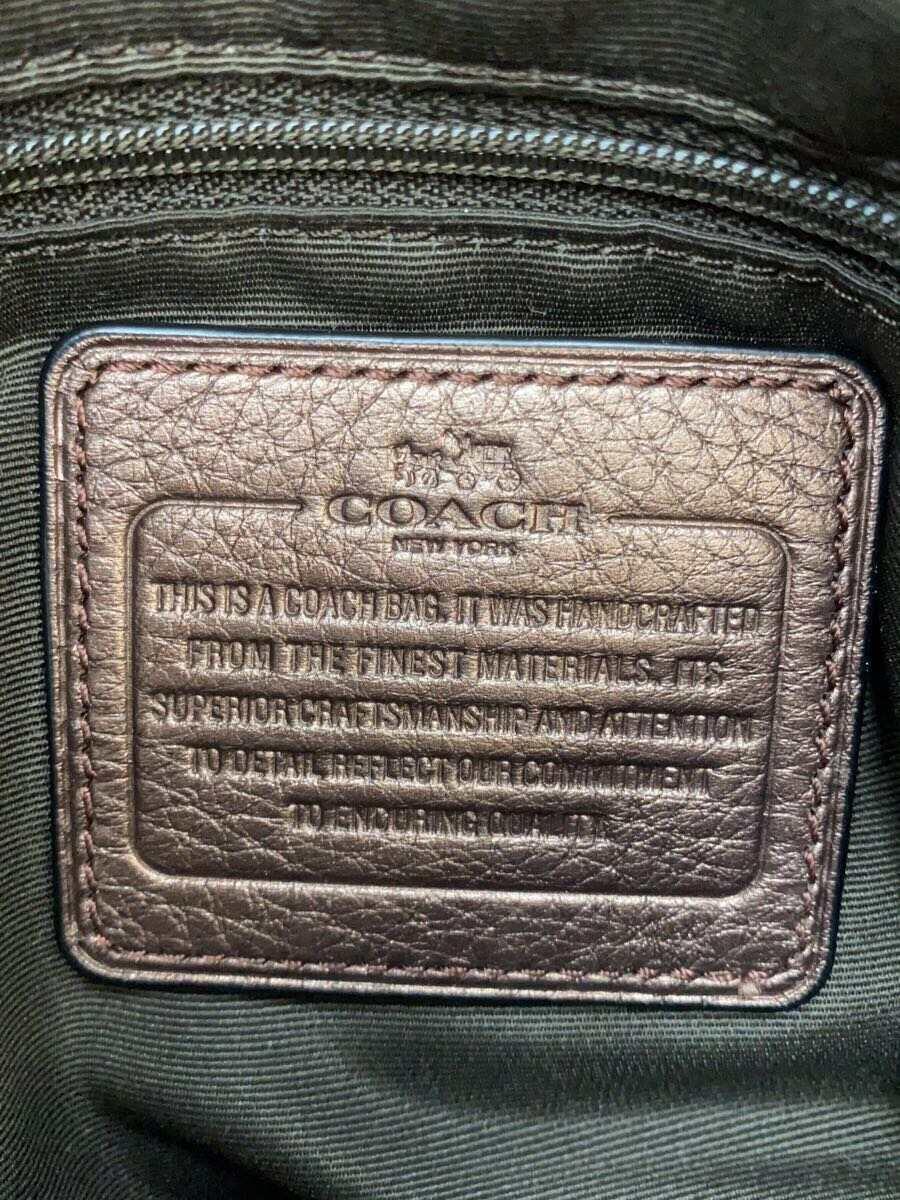 COACH
NEW YORK
THIS IS A COACH BAG. IT WAS HANDCRAFTED
FROM THE FINEST MATERIALS. ITS
SUPERIOR CRAFTSMANSHIP AND ATTENTION
TO DETAIL REFLECT OUR COMMITMENT
TO ENDURING QUALITY.